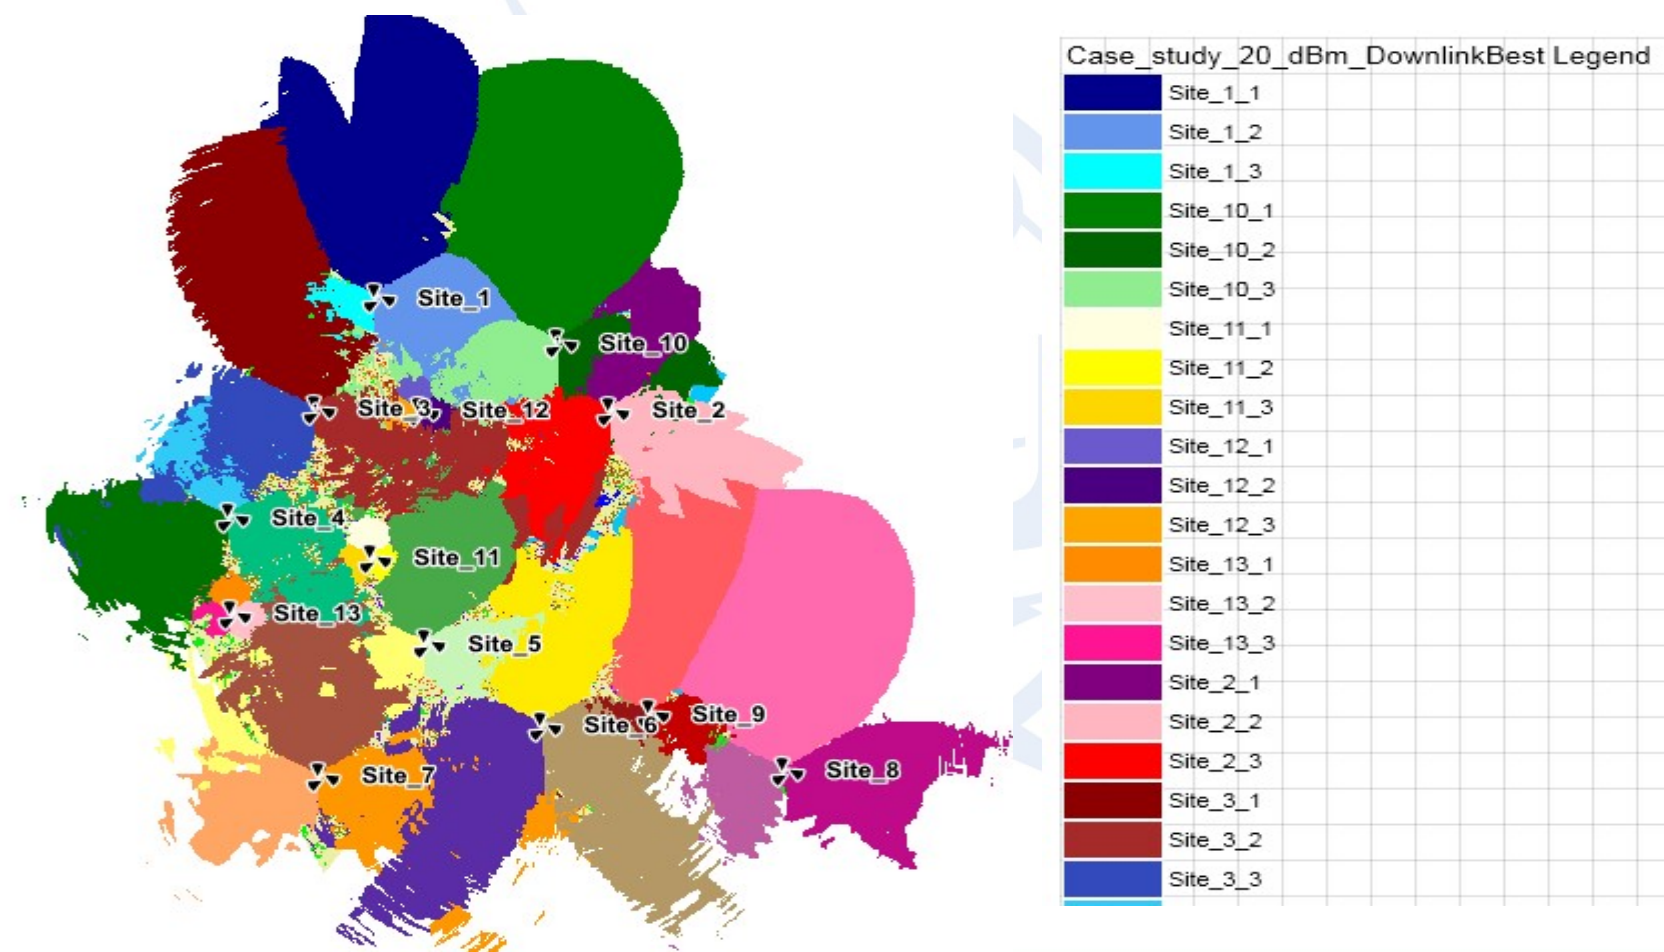 Site_1
Site_10
Site_3
Site_12
Site_2
Site_4
Site_11
Site_13
Site_5
Site_6
Site_9
Site_7
Site_8
Case_study_20_dBm_DownlinkBest Legend
Site_1_1
Site_1_2
Site_1_3
Site_10_1
Site_10_2
Site_10_3
Site_11_1
Site_11_2
Site_11_3
Site_12_1
Site_12_2
Site_12_3
Site_13_1
Site_13_2
Site_13_3
Site_2_1
Site_2_2
Site_2_3
Site_3_1
Site_3_2
Site_3_3